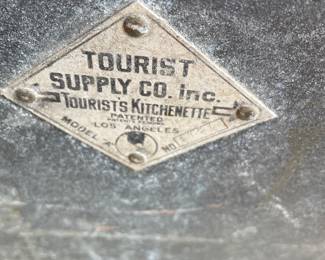 TOURIST
SUPPLY CO. Inc.
TOURIST'S KITCHENETTE
PATENTED
LOS ANGELES
MODEL A NO